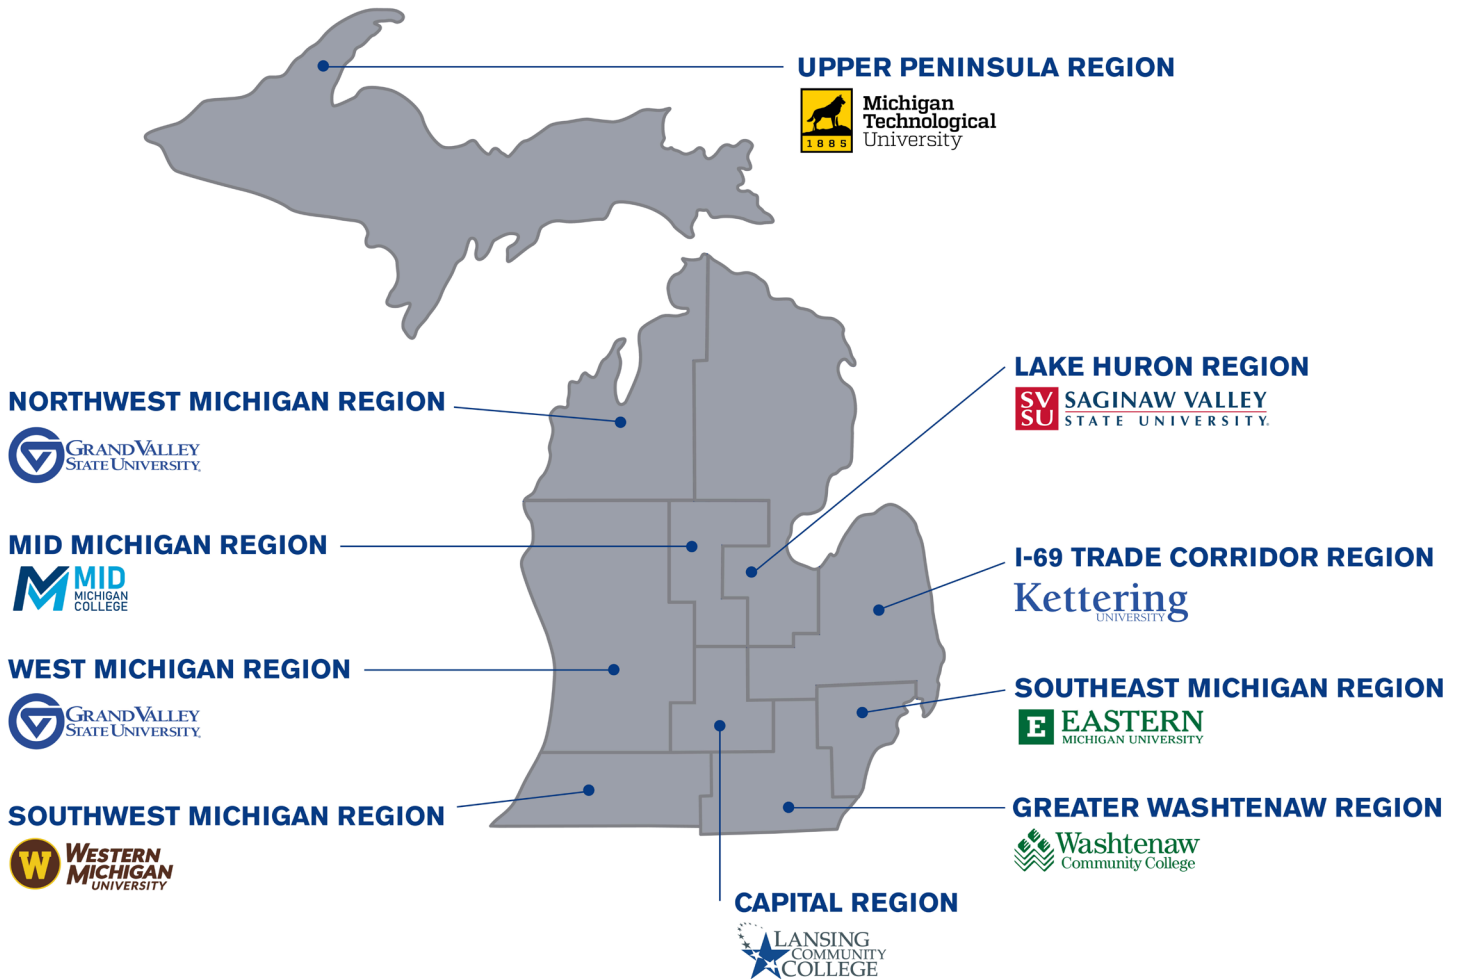 UPPER PENINSULA REGION
Michigan
Technological
University
1885
LAKE HURON REGION
SV
SU
SAGINAW VALLEY
STATE UNIVERSITY.
NORTHWEST MICHIGAN REGION
GRAND VALLEY
STATE UNIVERSITY.
MID MICHIGAN REGION
MID
MICHIGAN
COLLEGE
I-69 TRADE CORRIDOR REGION
Kettering
UNIVERSITY
WEST MICHIGAN REGION
GRAND VALLEY
STATE UNIVERSITY.
SOUTHEAST MICHIGAN REGION
E
EASTERN
MICHIGAN UNIVERSITY
SOUTHWEST MICHIGAN REGION
W
WESTERN
MICHIGAN
UNIVERSITY
GREATER WASHTENAW REGION
Washtenaw
Community College
CAPITAL REGION
LANSING
COMMUNITY
COLLEGE